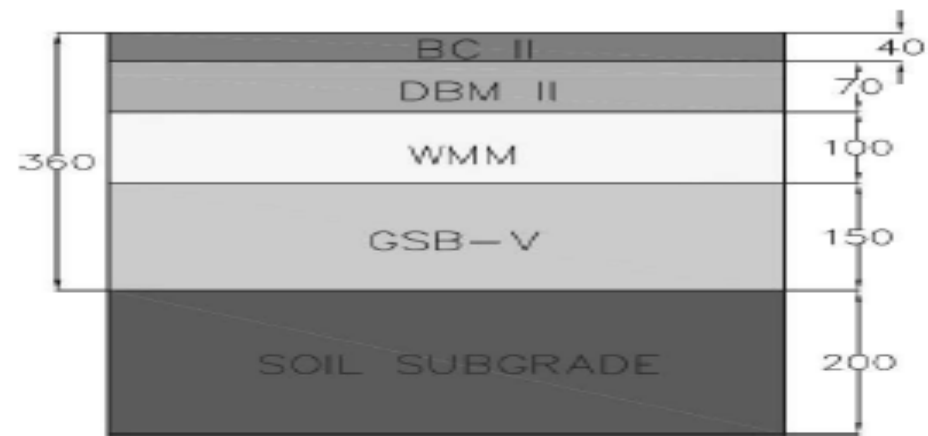 BC II
40
DBM II
70
360
WMM
100
GSB-V
150
SOIL SUBGRADE
200